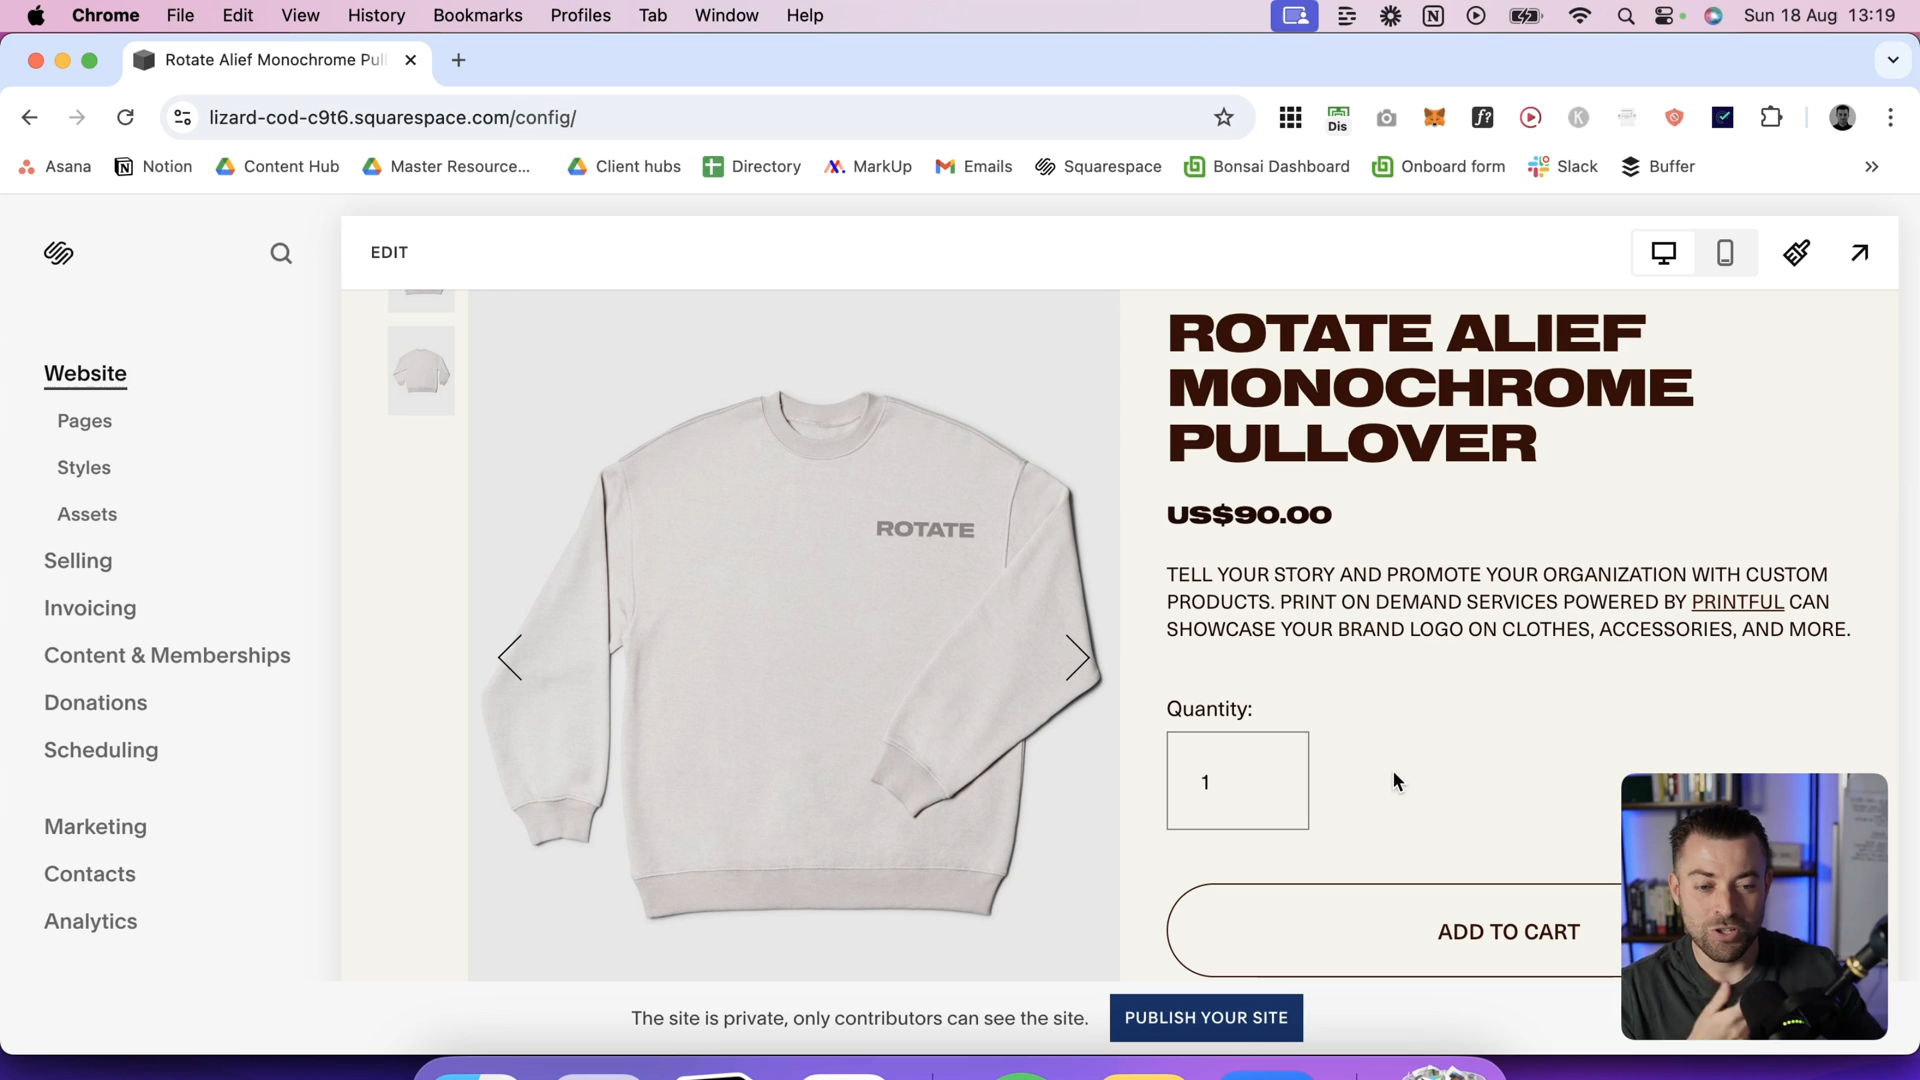 Chrome File Edit View History Bookmarks Profiles Tab Window Help Sun 18 Aug 13:19
Rotate Alief Monochrome Pul
lizard-cod-c9t6.squarespace.com/config/
f?
Dis
K
Asana Notion Content Hub Master Resource... Client hubs Directory MarkUp Emails Squarespace Bonsai Dashboard Onboard form Slack Buffer
EDIT
Website
Pages
Styles
Assets
Selling
Invoicing
Content & Memberships
Donations
Scheduling
Marketing
Contacts
Analytics
ROTATE
ROTATE ALIEF
MONOCHROME
PULLOVER
US$90.00
TELL YOUR STORY AND PROMOTE YOUR ORGANIZATION WITH CUSTOM
PRODUCTS. PRINT ON DEMAND SERVICES POWERED BY PRINTFUL CAN
SHOWCASE YOUR BRAND LOGO ON CLOTHES, ACCESSORIES, AND MORE.
Quantity:
1
ADD TO CART
The site is private, only contributors can see the site. PUBLISH YOUR SITE